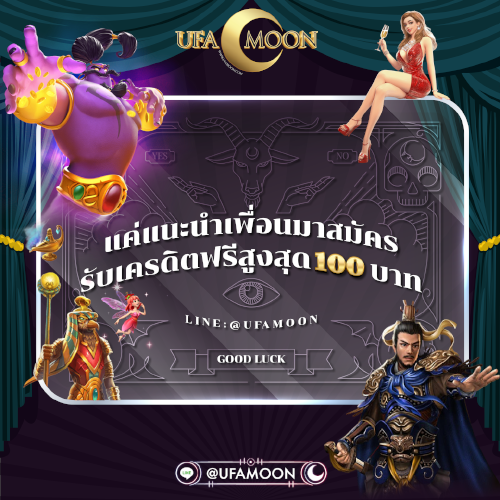 UFA MOON
YES
NO
แค่แนะนำเพื่อนมาสมัคร
รับเครดิตฟรีสูงสุด 100 บาท
LINE:@UFAMOON
GOOD LUCK
LINE @UFAMOON